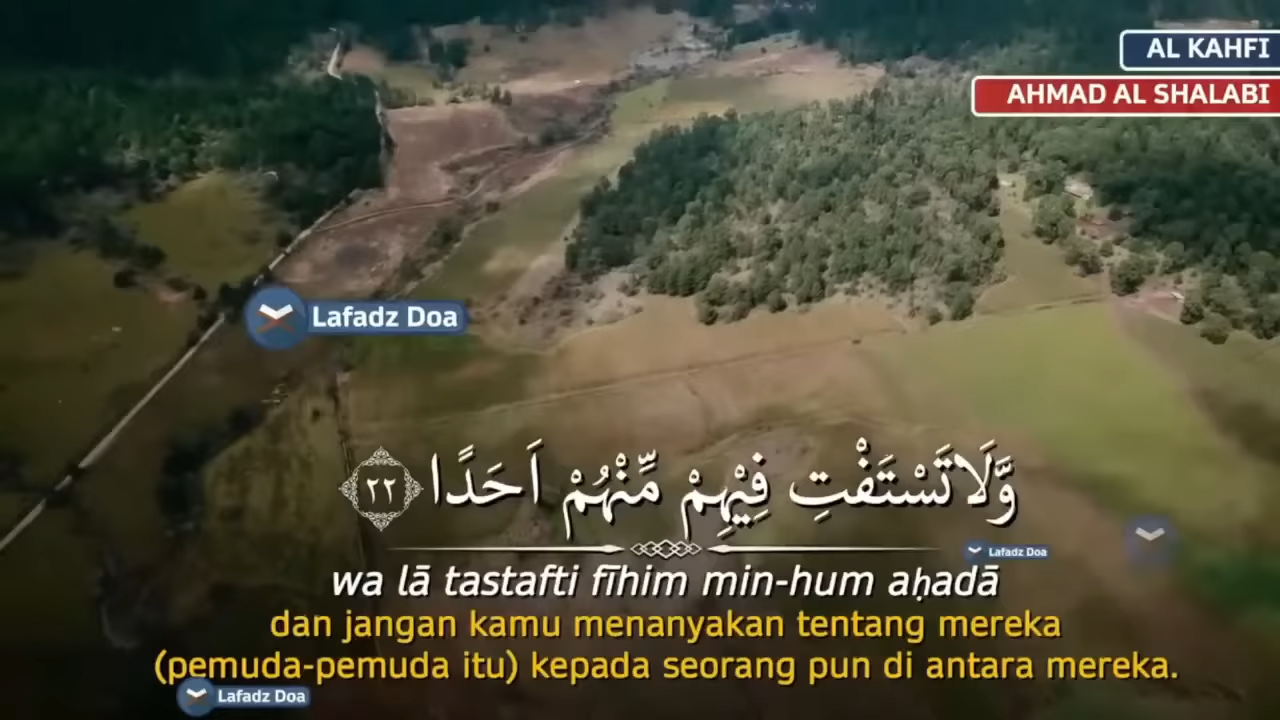 AL KAHFI
AHMAD AL SHALABI
Lafadz Doa
وَّلَا تَسْتَفْتِ فِيْهِمْ مِّنْهُمْ اَحَدًا ٢٢
Lafadz Doa
wa lā tastafti fīhim min-hum aḥadā
dan jangan kamu menanyakan tentang mereka
(pemuda-pemuda itu) kepada seorang pun di antara mereka.
Lafadz Doa